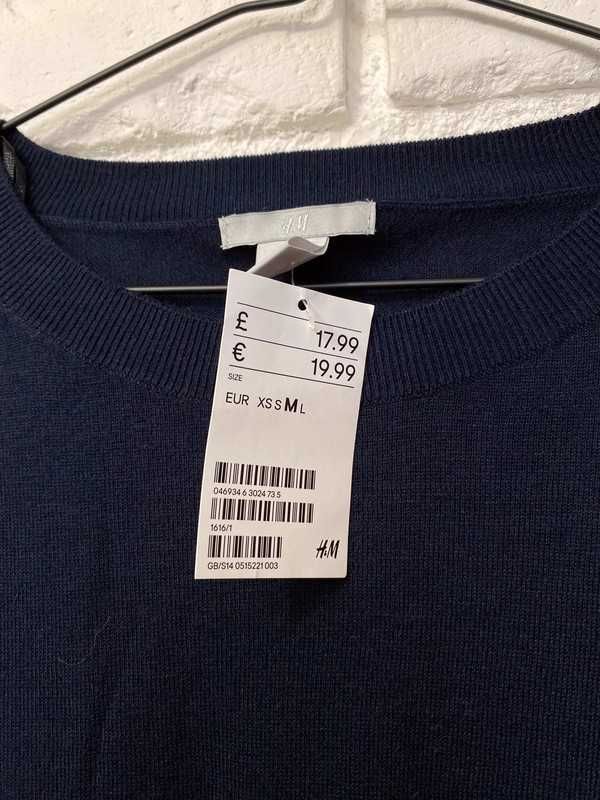 H&M
£ 17.99
€ 19.99
SIZE
EUR XS S M L
046934 6 3024 73 5
1616/1
H&M
GB/S14 0515221 003